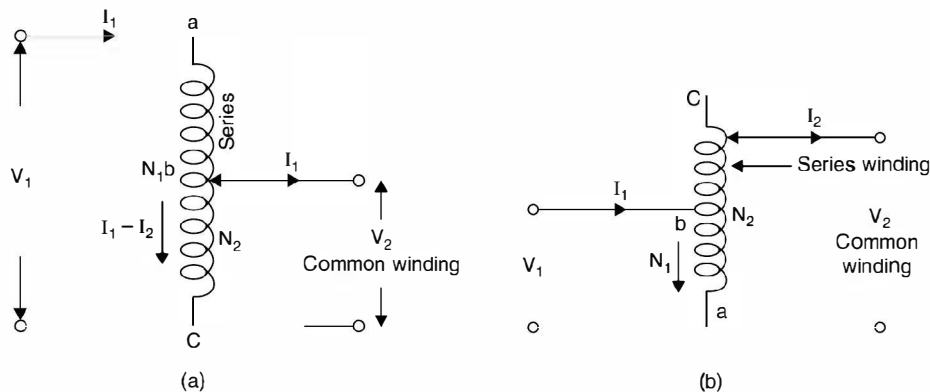 I₁
a
Series
V₁
N₁b
I₁
I₁ – I₂
N₂
V₂
Common winding
C
(a)
C
I₂
Series winding
I₁
b
N₂
V₁
N₁
V₂
Common
winding
a
(b)